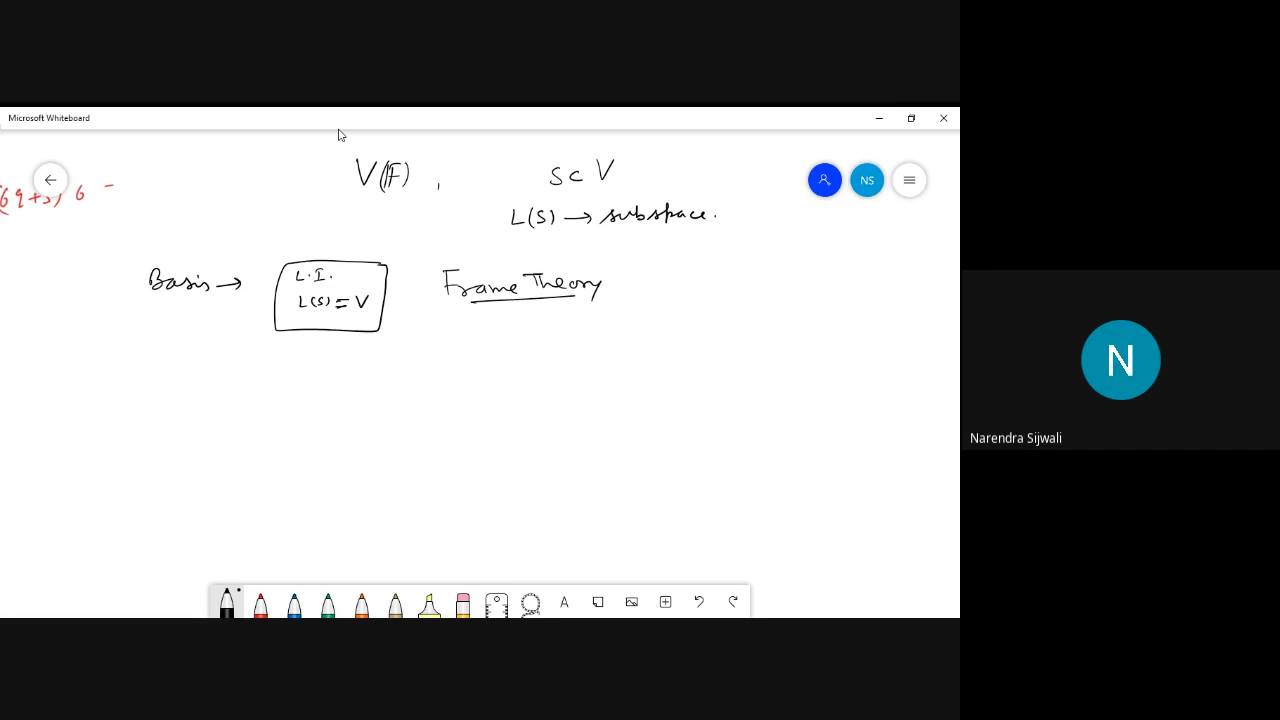 Microsoft Whiteboard
V(F) , S ⊂ V
L(S) → subspace.
Basis →
L.I.
L(S) = V
Frame Theory
NS
A
N
Narendra Sijwali